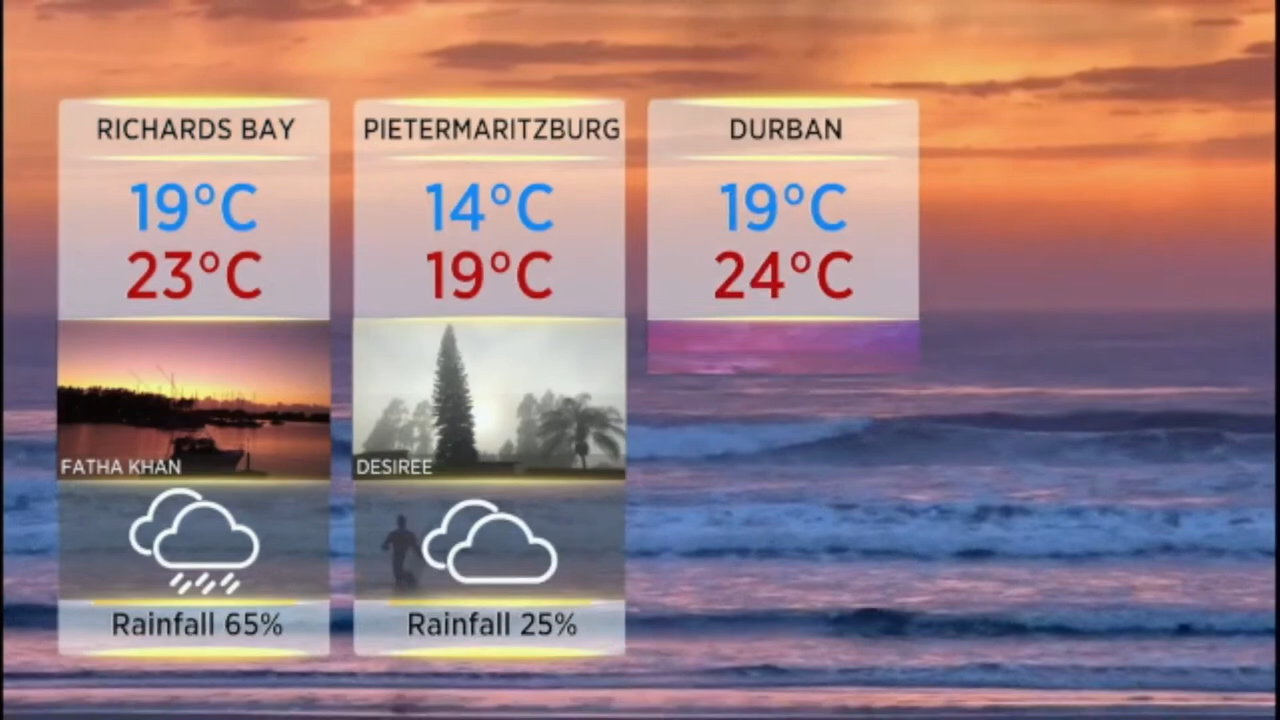 RICHARDS BAY
19°C
23°C
FATHA KHAN
Rainfall 65%
PIETERMARITZBURG
14°C
19°C
DESIREE
Rainfall 25%
DURBAN
19°C
24°C